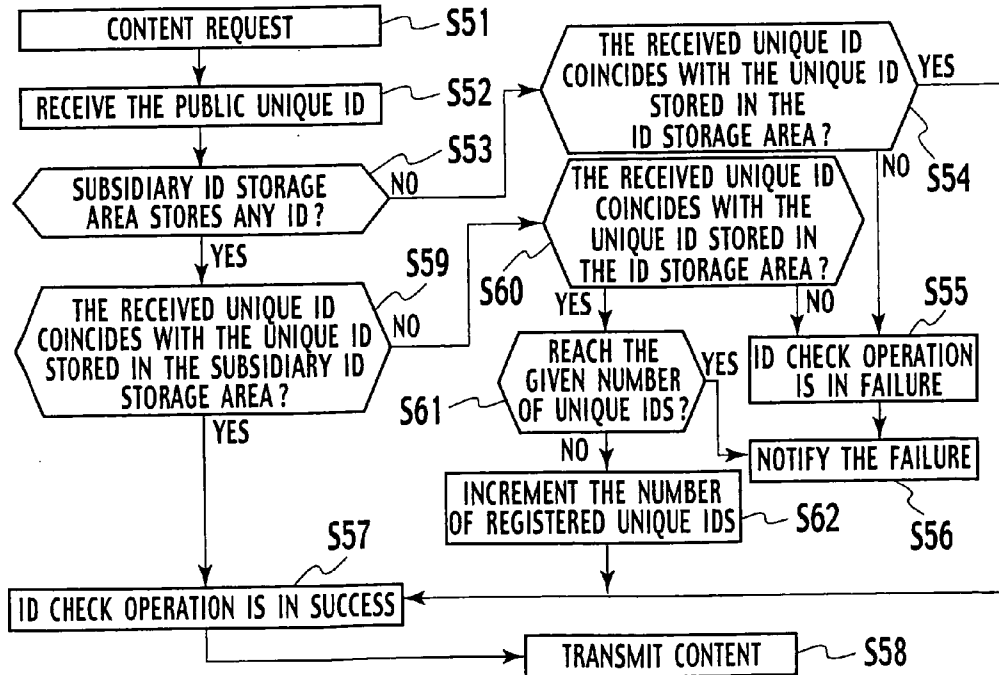 CONTENT REQUEST
S51
RECEIVE THE PUBLIC UNIQUE ID
S52
SUBSIDIARY ID STORAGE
AREA STORES ANY ID?
S53
NO
YES
THE RECEIVED UNIQUE ID
COINCIDES WITH THE UNIQUE ID
STORED IN THE
ID STORAGE AREA?
YES
S54
NO
THE RECEIVED UNIQUE ID
COINCIDES WITH THE UNIQUE ID
STORED IN THE SUBSIDIARY ID
STORAGE AREA?
S59
NO
YES
THE RECEIVED UNIQUE ID
COINCIDES WITH THE
UNIQUE ID STORED IN
THE ID STORAGE AREA?
S60
YES
NO
S55
ID CHECK OPERATION
IS IN FAILURE
REACH THE
GIVEN NUMBER
OF UNIQUE IDS?
YES
S61
NO
NOTIFY THE FAILURE
S56
INCREMENT THE NUMBER
OF REGISTERED UNIQUE IDS
S62
S57
ID CHECK OPERATION IS IN SUCCESS
TRANSMIT CONTENT
S58